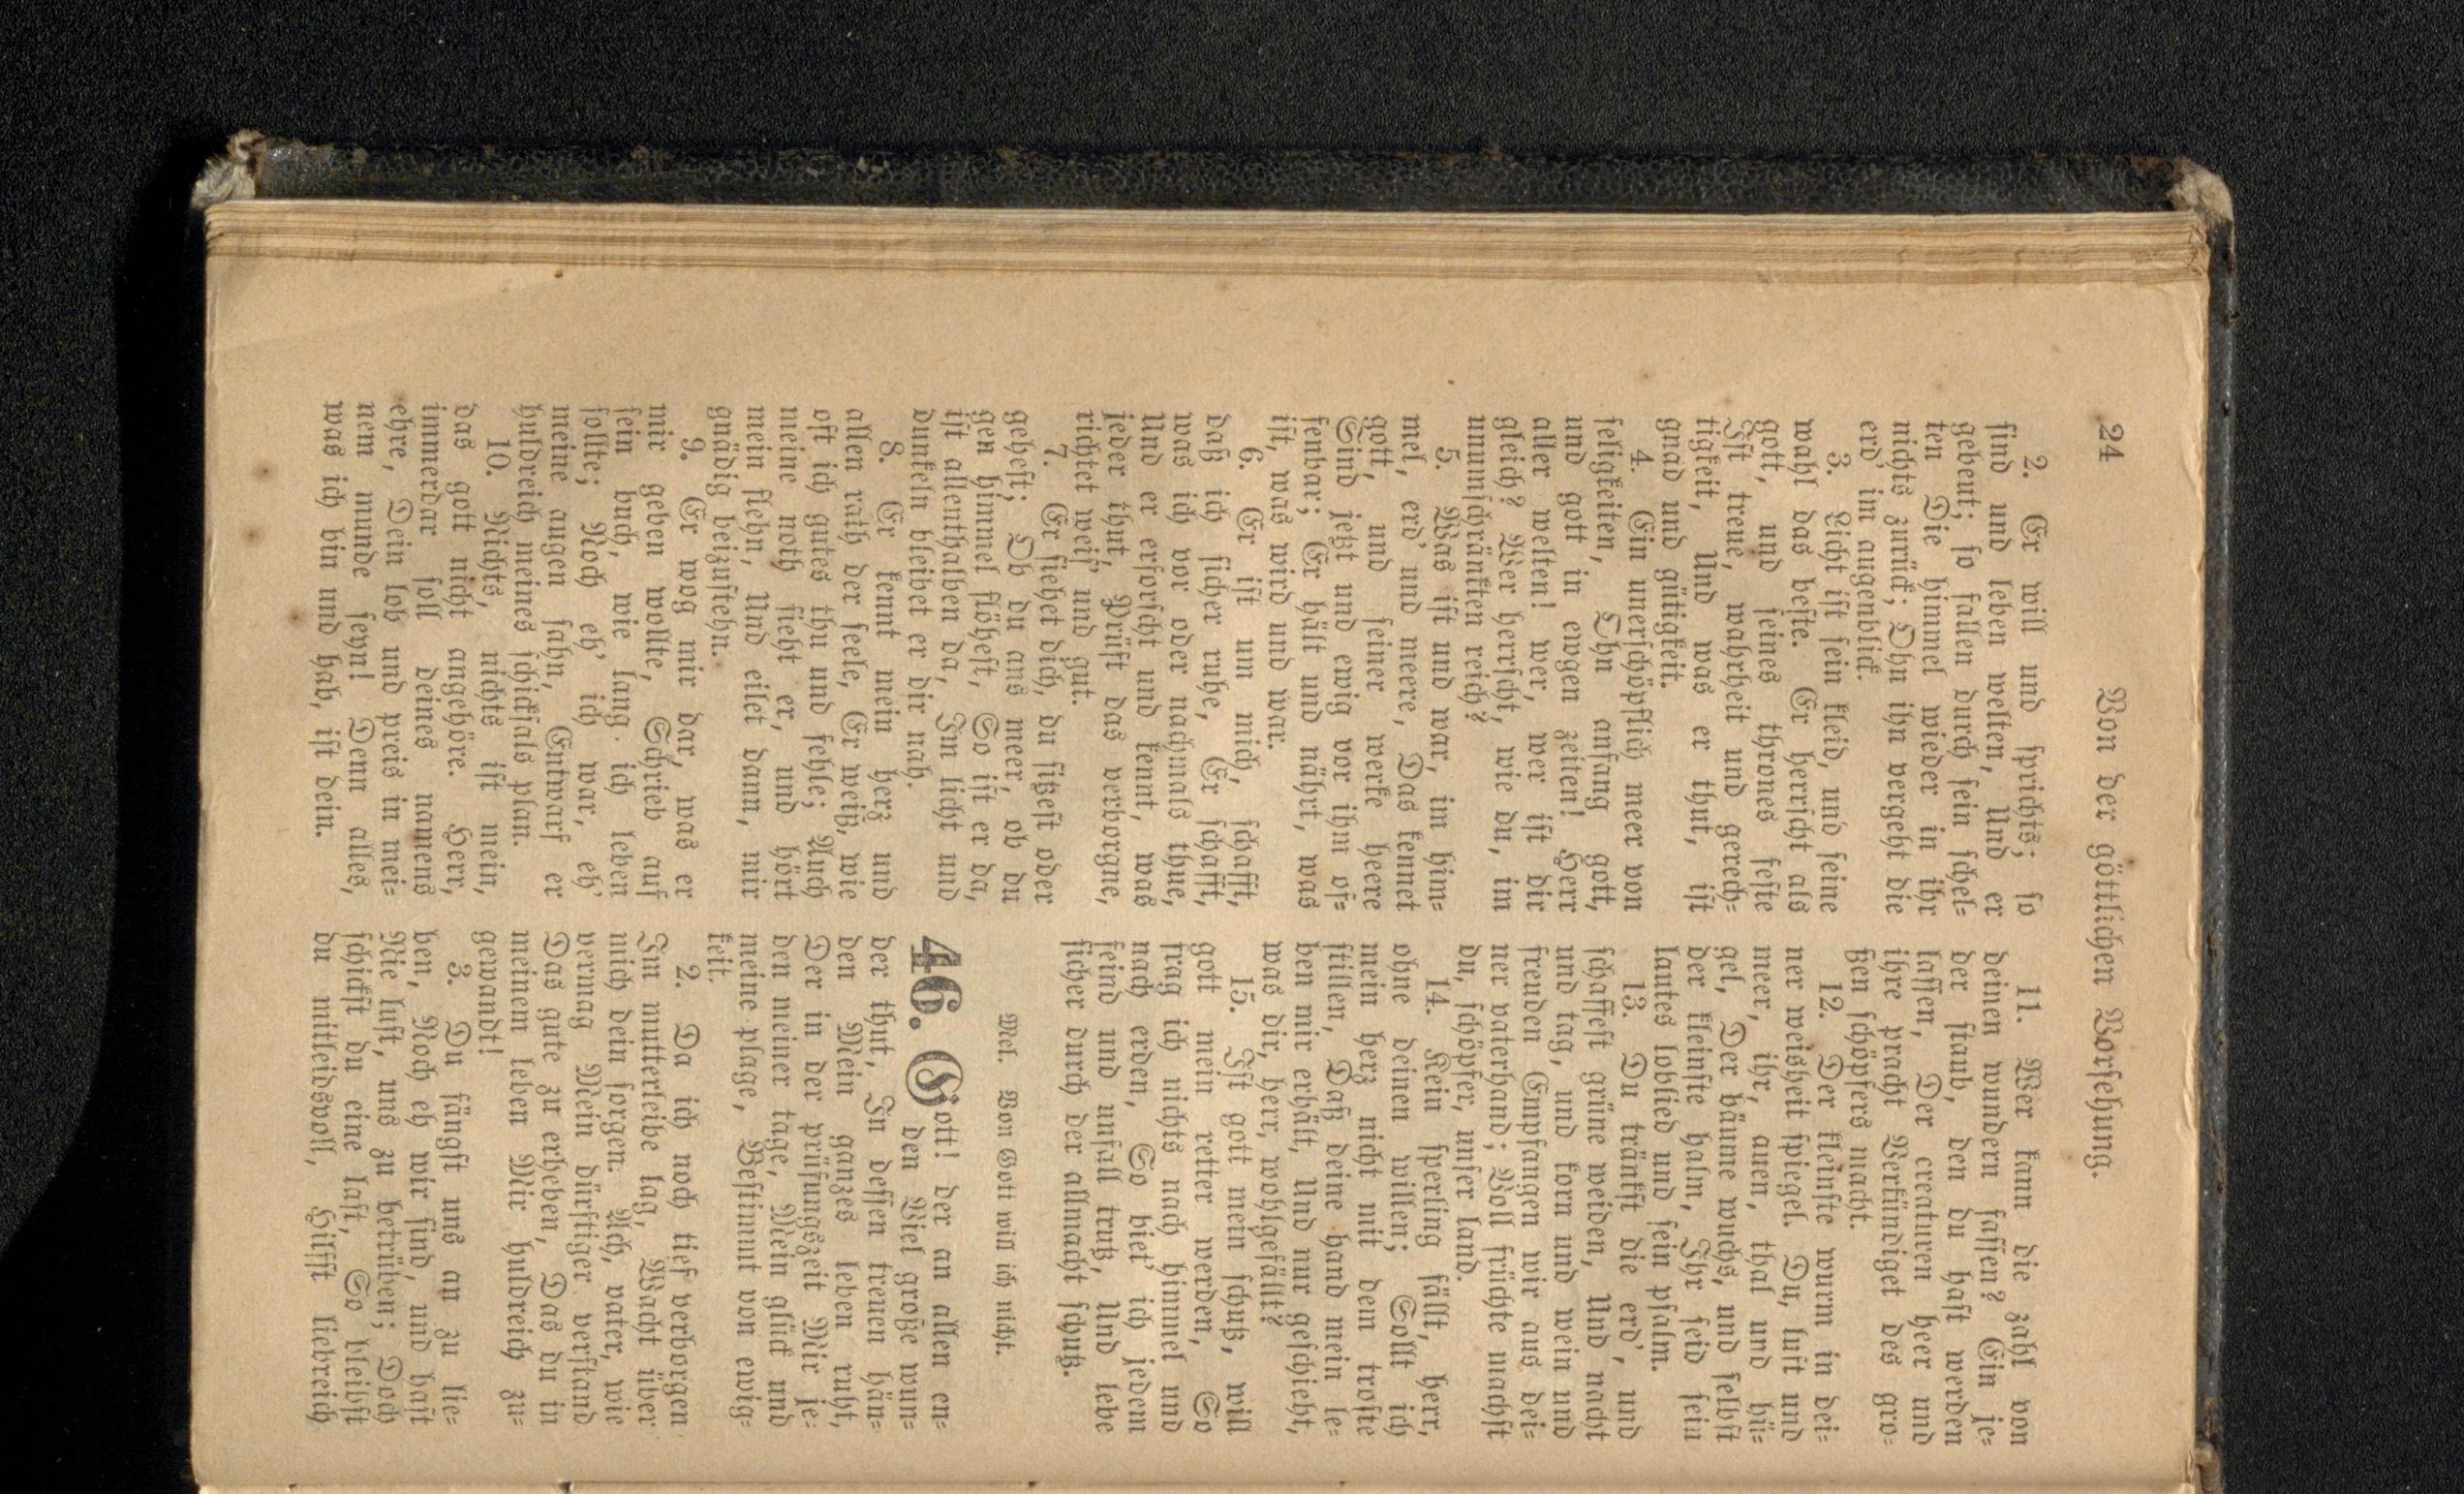 24
Von der göttlichen Vorsehung.
2. Er will und sprichts; so
sind und leben welten, Und er
gebeut; so fallen durch sein schel-
ten Die himmel wieder in ihr
nichts zurück; Ohn ihn vergeht die
erd' im augenblick.
3. Licht ist sein kleid, und seine
wahl das beste. Er herrscht als
gott, und seines thrones feste
Ist treue, wahrheit und gerech-
tigkeit, Und was er thut, ist
gnad und gütigkeit.
4. Ein unerschöpflich meer von
seligkeiten, Ohn anfang gott,
und gott in ewgen zeiten! Herr
aller welten! wer, wer ist dir
gleich? Wer herrscht, wie du, im
unumschränkten reich?
5. Was ist und war, im him-
mel, erd' und meere, Das kennet
gott, und seiner werke heere
Sind jetzt und ewig vor ihm of-
fenbar; Er hält und nährt, was
ist, was wird und war.
6. Er ist um mich, schafft,
daß ich sicher ruhe, Er schafft,
was ich vor oder nachmals thue,
Und er erforscht und kennt, was
jeder thut, Prüft das verborgne,
richtet weis' und gut.
7. Er siehet dich, du sitzest oder
gehest; Ob du ans meer, ob du
gen himmel flöhest, So ist er da,
ist allenthalben da, Im licht und
dunkeln bleibet er dir nah.
8. Er kennt mein herz und
allen rath der seele, Er weiß, wie
oft ich gutes thu und fehle; Auch
meine noth sieht er, und hört
mein flehn, Und eilet dann, mir
gnädig beizustehn.
9. Er wog mir dar, was er
mir geben wollte, Schrieb auf
sein buch, wie lang ich leben
sollte; Noch eh' ich war, eh'
meine augen sahn, Entwarf er
huldreich meines schicksals plan.
10. Nichts, nichts ist mein,
das gott nicht angehöre. Herr,
immerdar soll deines namens
ehre, Dein lob und preis in mei-
nem munde seyn! Denn alles,
was ich bin und hab, ist dein.
11. Wer kann die zahl von
deinen wundern fassen? Ein je-
der staub, den du hast werden
lassen, Der creaturen heer und
ihre pracht Verkündiget des gro-
ßen schöpfers macht.
12. Der kleinste wurm in dei-
ner weisheit spiegel. Du, luft und
meer, ihr, auen, thal und hü-
gel, Der bäume wuchs, und selbst
der kleinste halm, Ihr seid sein
lautes loblied und sein psalm.
13. Du tränkst die erd', und
schaffest grüne weiden, Und nacht
und tag, und korn und wein und
freuden Empfangen wir aus dei-
ner vaterhand; Voll früchte machst
du, schöpfer, unser land.
14. Kein sperling fällt, herr,
ohne deinen willen; Sollt ich
mein herz nicht mit dem troste
stillen, Daß deine hand mein le-
ben mir erhält, Und nur geschieht,
was dir, herr, wohlgefällt?
15. Ist gott mein schutz, will
gott mein retter werden, So
frag ich nichts nach himmel und
nach erden, So biet' ich jedem
feind und unfall trutz, Und lebe
sicher durch der allmacht schutz.
Mel. Von Gott will ich nicht.
46. Gott! der an allen en-
den Viel große wun-
der thut, In dessen treuen hän-
den Mein ganzes leben ruht,
Der in der prüfungszeit Mir je-
den meiner tage, Mein glück und
meine plage, Bestimmt von ewig-
keit.
2. Da ich noch tief verborgen
Im mutterleibe lag, Wacht über
mich dein sorgen. Ach, vater, wie
vermag Mein dürftiger verstand
Das gute zu erheben, Das du in
meinem leben Mir huldreich zu-
gewandt!
3. Du fängst uns an zu lie-
ben, Noch eh wir sind, und hast
Nie lust, uns zu betrüben; Doch
schickst du eine last, So bleibst
du mitleidsvoll, Hilfst liebreich